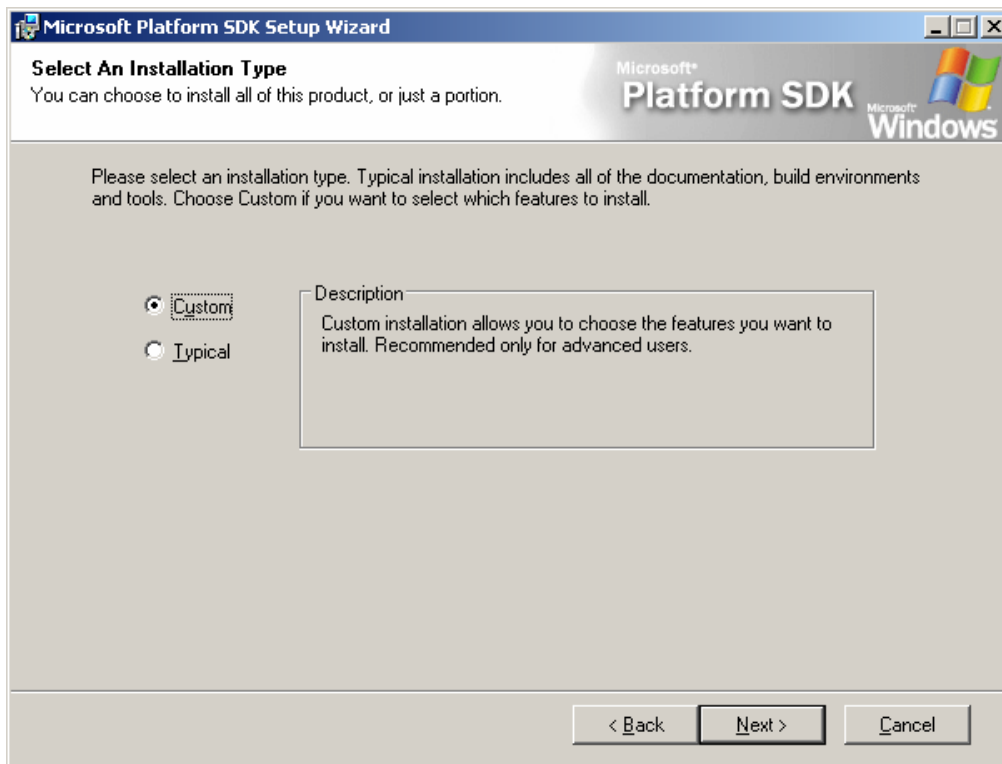 Microsoft Platform SDK Setup Wizard
Select An Installation Type
You can choose to install all of this product, or just a portion.
Microsoft
Platform SDK
Microsoft
Windows
Please select an installation type. Typical installation includes all of the documentation, build environments
and tools. Choose Custom if you want to select which features to install.
Custom
Typical
Description
Custom installation allows you to choose the features you want to
install. Recommended only for advanced users.
< Back
Next >
Cancel